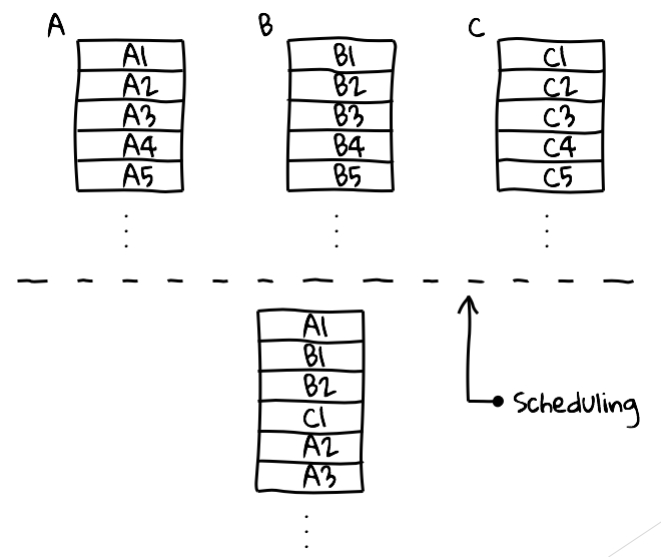 A B C
A1 B1 C1
A2 B2 C2
A3 B3 C3
A4 B4 C4
A5 B5 C5
A1
B1
B2
C1
Scheduling
A2
A3